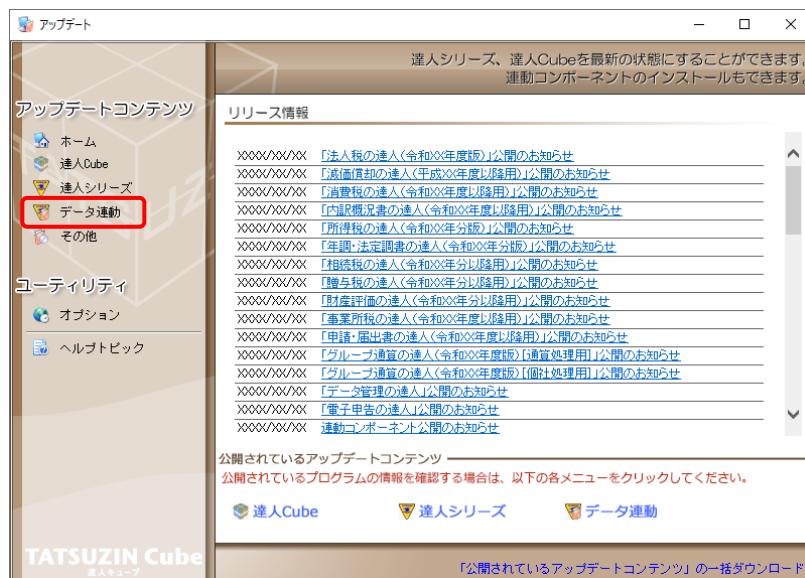 アップデート
達人シリーズ、達人Cubeを最新の状態にすることができます。
連動コンポーネントのインストールもできます。
アップデートコンテンツ
ホーム
達人Cube
達人シリーズ
データ連動
その他
ユーティリティ
オプション
ヘルプトピック
TATSUZIN Cube
達人キューブ
リリース情報
XXXX/XX/XX 「法人税の達人(令和XX年度版)」公開のお知らせ
XXXX/XX/XX 「減価償却の達人(平成XX年度以降用)」公開のお知らせ
XXXX/XX/XX 「消費税の達人(令和XX年度以降用)」公開のお知らせ
XXXX/XX/XX 「内訳概況書の達人(令和XX年度以降用)」公開のお知らせ
XXXX/XX/XX 「所得税の達人(令和XX年分版)」公開のお知らせ
XXXX/XX/XX 「年調・法定調書の達人(令和XX年分版)」公開のお知らせ
XXXX/XX/XX 「相続税の達人(令和XX年分以降用)」公開のお知らせ
XXXX/XX/XX 「贈与税の達人(令和XX年分以降用)」公開のお知らせ
XXXX/XX/XX 「財産評価の達人(令和XX年分以降用)」公開のお知らせ
XXXX/XX/XX 「事業所税の達人(令和XX年度以降用)」公開のお知らせ
XXXX/XX/XX 「申請・届出書の達人(令和XX年度以降用)」公開のお知らせ
XXXX/XX/XX 「グループ通算の達人(令和XX年度版)[通算処理用]」公開のお知らせ
XXXX/XX/XX 「グループ通算の達人(令和XX年度版)[個社処理用]」公開のお知らせ
XXXX/XX/XX 「データ管理の達人」公開のお知らせ
XXXX/XX/XX 「電子申告の達人」公開のお知らせ
XXXX/XX/XX 連動コンポーネント公開のお知らせ
公開されているアップデートコンテンツ
公開されているプログラムの情報を確認する場合は、以下の各メニューをクリックしてください。
達人Cube 達人シリーズ データ連動
「公開されているアップデートコンテンツ」の一括ダウンロード